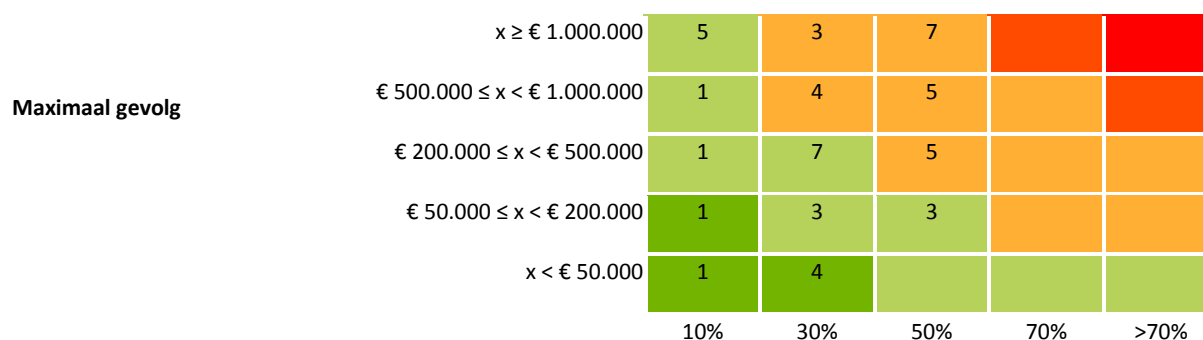 x ≥ € 1.000.000 5 3 7
€ 500.000 ≤ x < € 1.000.000 1 4 5
Maximaal gevolg
€ 200.000 ≤ x < € 500.000 1 7 5
€ 50.000 ≤ x < € 200.000 1 3 3
x < € 50.000 1 4
10% 30% 50% 70% >70%